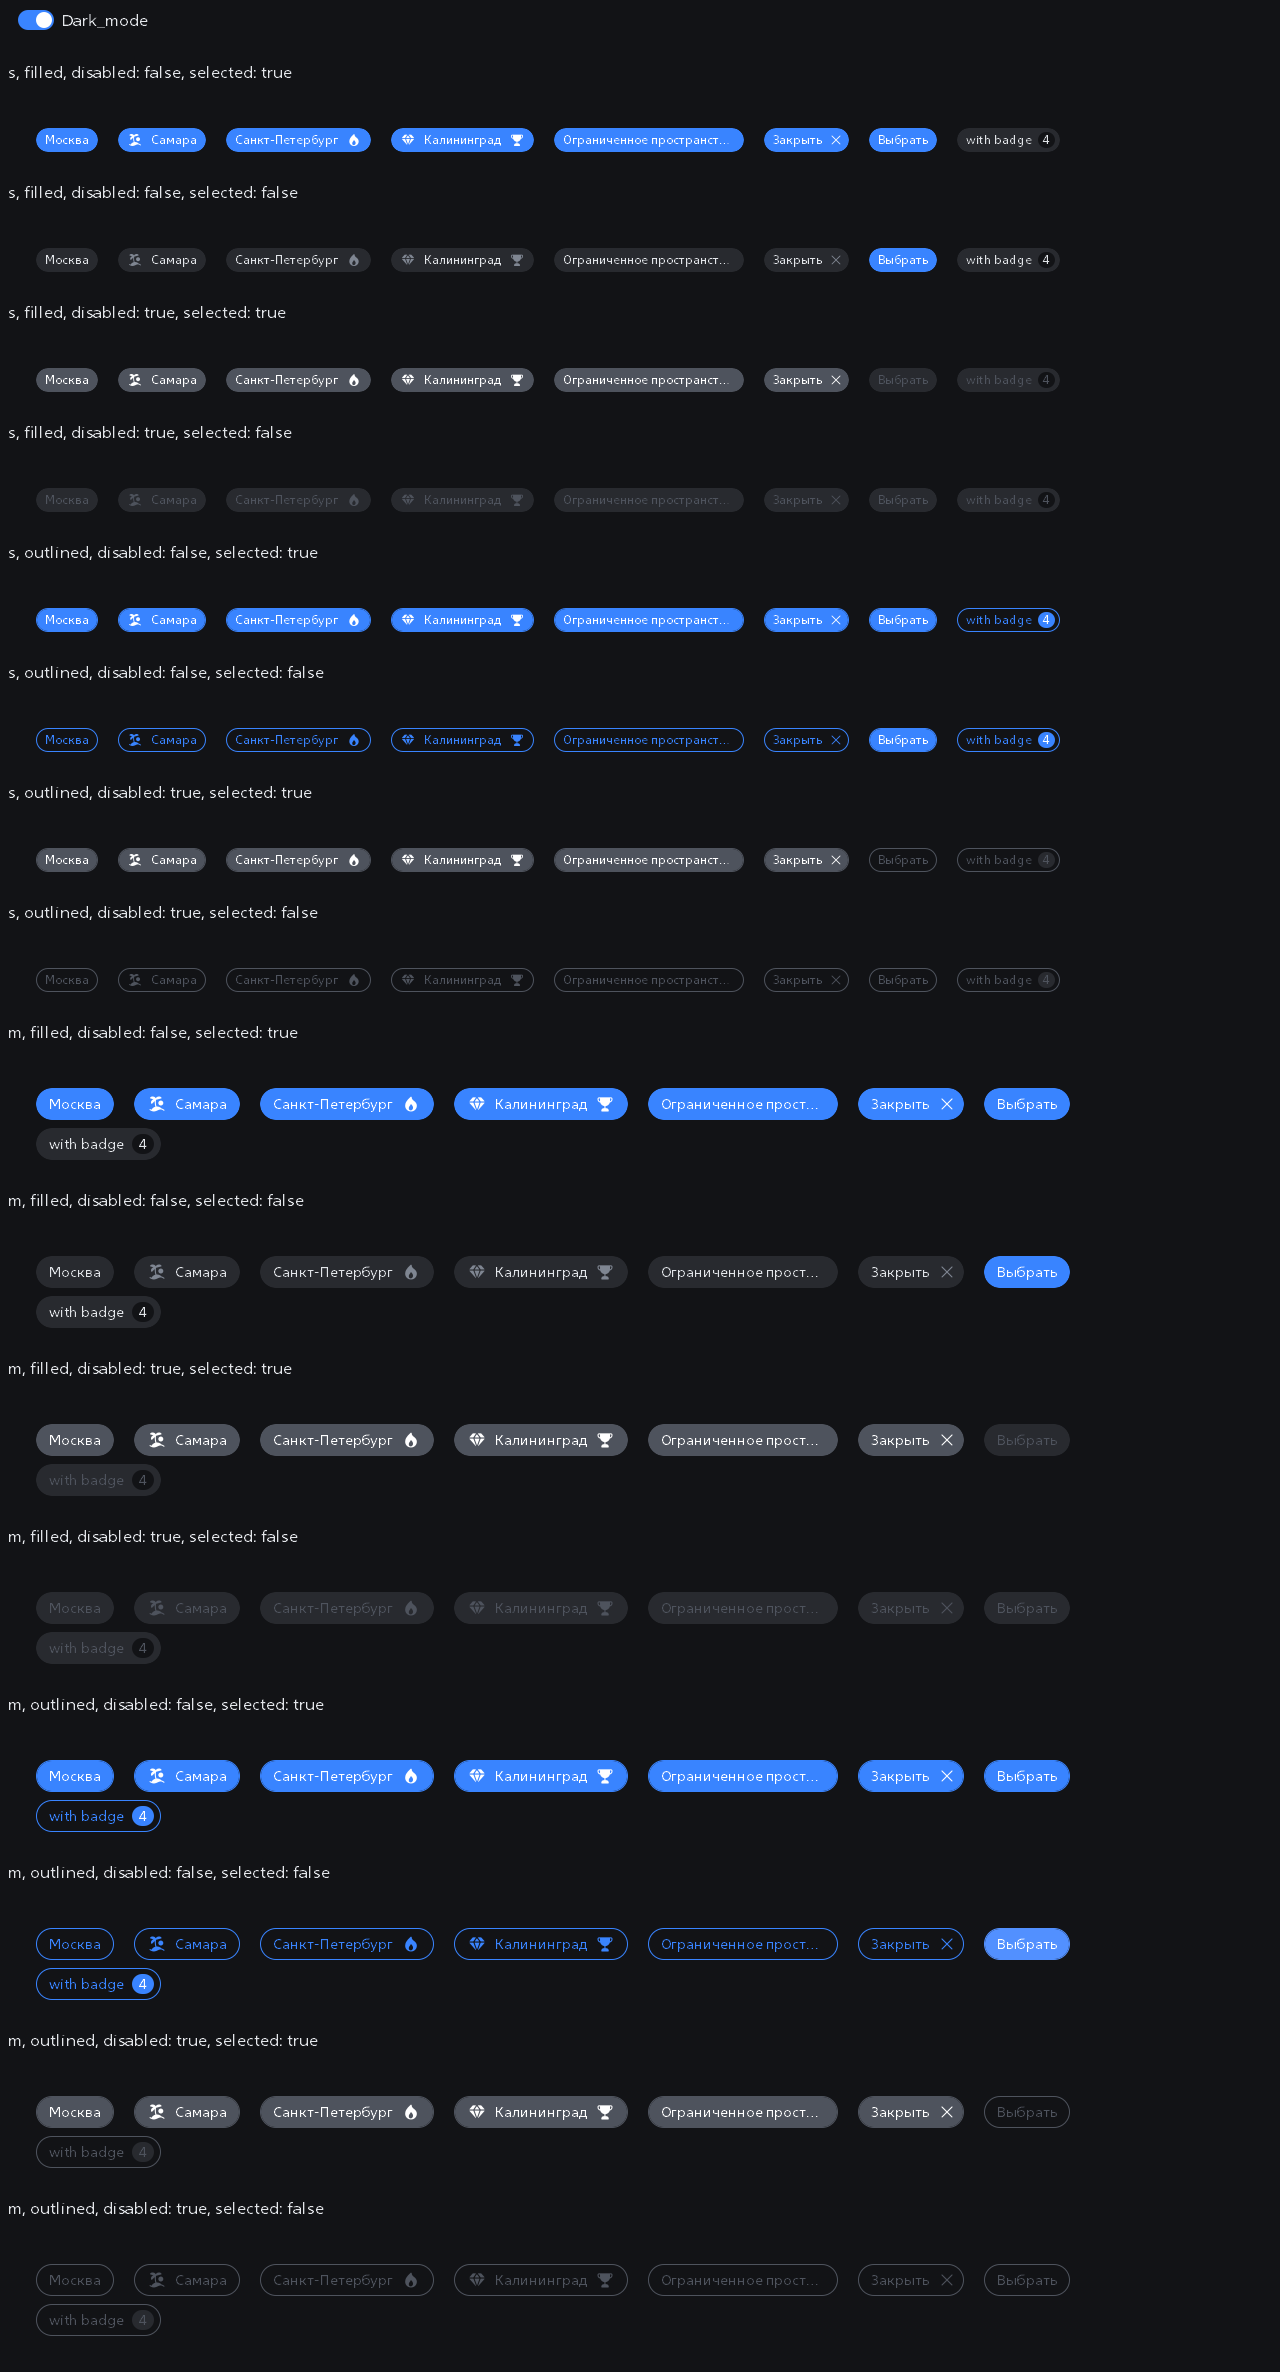 Dark_mode
s, filled, disabled: false, selected: true
Москва Самара Санкт-Петербург Калининград Ограниченное пространст... Закрыть Выбрать with badge 4
s, filled, disabled: false, selected: false
Москва Самара Санкт-Петербург Калининград Ограниченное пространст... Закрыть Выбрать with badge 4
s, filled, disabled: true, selected: true
Москва Самара Санкт-Петербург Калининград Ограниченное пространст... Закрыть Выбрать with badge 4
s, filled, disabled: true, selected: false
Москва Самара Санкт-Петербург Калининград Ограниченное пространст... Закрыть Выбрать with badge 4
s, outlined, disabled: false, selected: true
Москва Самара Санкт-Петербург Калининград Ограниченное пространст... Закрыть Выбрать with badge 4
s, outlined, disabled: false, selected: false
Москва Самара Санкт-Петербург Калининград Ограниченное пространст... Закрыть Выбрать with badge 4
s, outlined, disabled: true, selected: true
Москва Самара Санкт-Петербург Калининград Ограниченное пространст... Закрыть Выбрать with badge 4
s, outlined, disabled: true, selected: false
Москва Самара Санкт-Петербург Калининград Ограниченное пространст... Закрыть Выбрать with badge 4
m, filled, disabled: false, selected: true
Москва Самара Санкт-Петербург Калининград Ограниченное прост... Закрыть Выбрать
with badge 4
m, filled, disabled: false, selected: false
Москва Самара Санкт-Петербург Калининград Ограниченное прост... Закрыть Выбрать
with badge 4
m, filled, disabled: true, selected: true
Москва Самара Санкт-Петербург Калининград Ограниченное прост... Закрыть Выбрать
with badge 4
m, filled, disabled: true, selected: false
Москва Самара Санкт-Петербург Калининград Ограниченное прост... Закрыть Выбрать
with badge 4
m, outlined, disabled: false, selected: true
Москва Самара Санкт-Петербург Калининград Ограниченное прост... Закрыть Выбрать
with badge 4
m, outlined, disabled: false, selected: false
Москва Самара Санкт-Петербург Калининград Ограниченное прост... Закрыть Выбрать
with badge 4
m, outlined, disabled: true, selected: true
Москва Самара Санкт-Петербург Калининград Ограниченное прост... Закрыть Выбрать
with badge 4
m, outlined, disabled: true, selected: false
Москва Самара Санкт-Петербург Калининград Ограниченное прост... Закрыть Выбрать
with badge 4